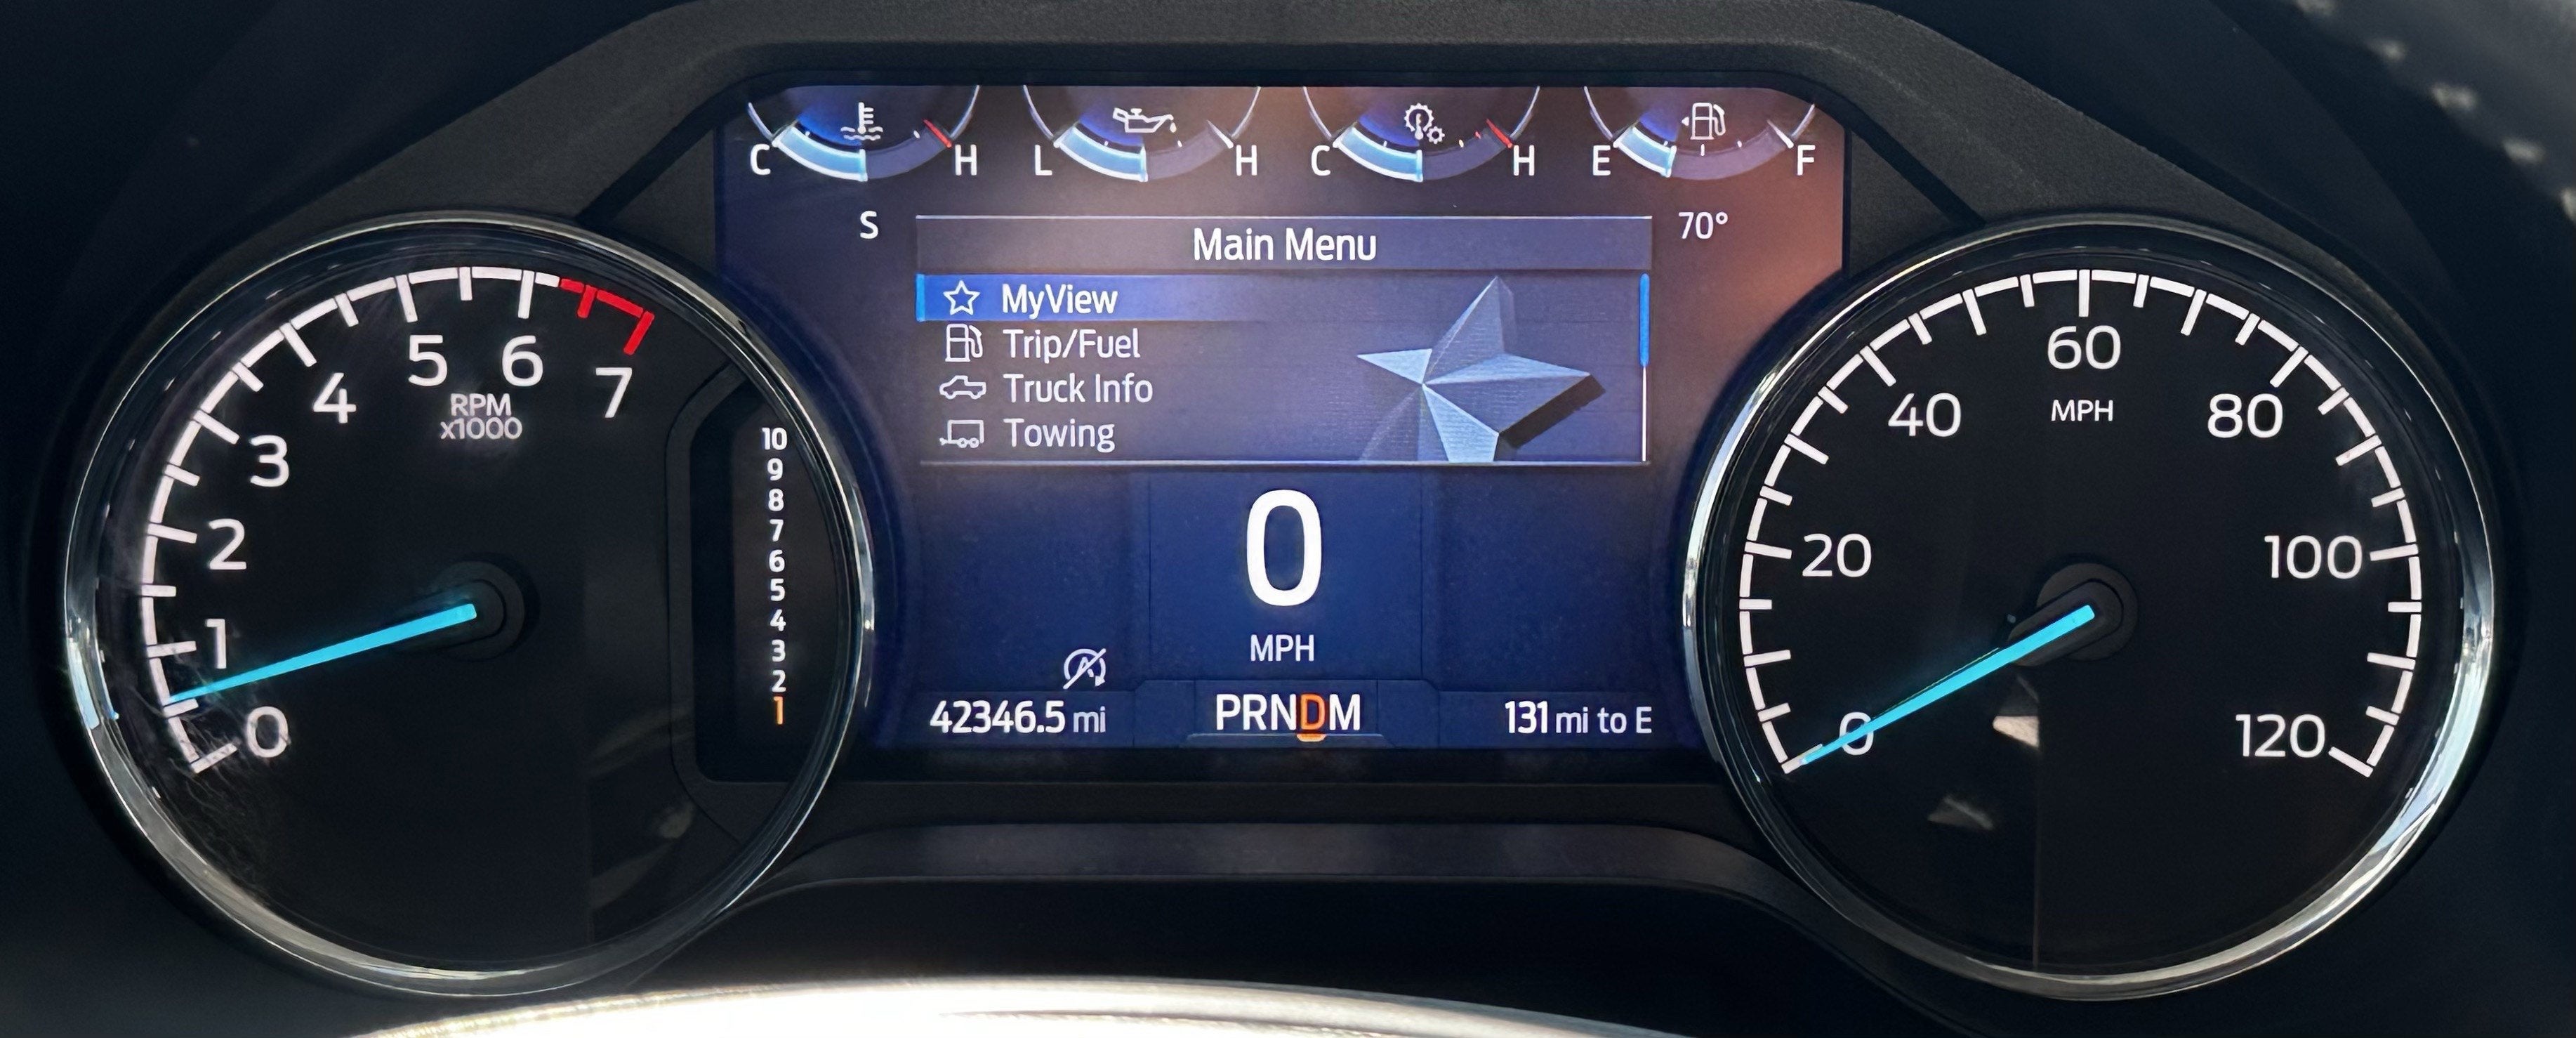 C H L H C H E F
S
70°
Main Menu
MyView
Trip/Fuel
Truck Info
Towing
0
MPH
42346.5 mi
PRNDM
131 mi to E
0
1
2
3
4
5
6
7
RPM
x1000
10
9
8
7
6
5
4
3
2
1
0
20
40
60
80
100
120
MPH